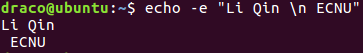 draco@ubuntu:~$ echo -e "Li Qin \n ECNU"
Li Qin
 ECNU